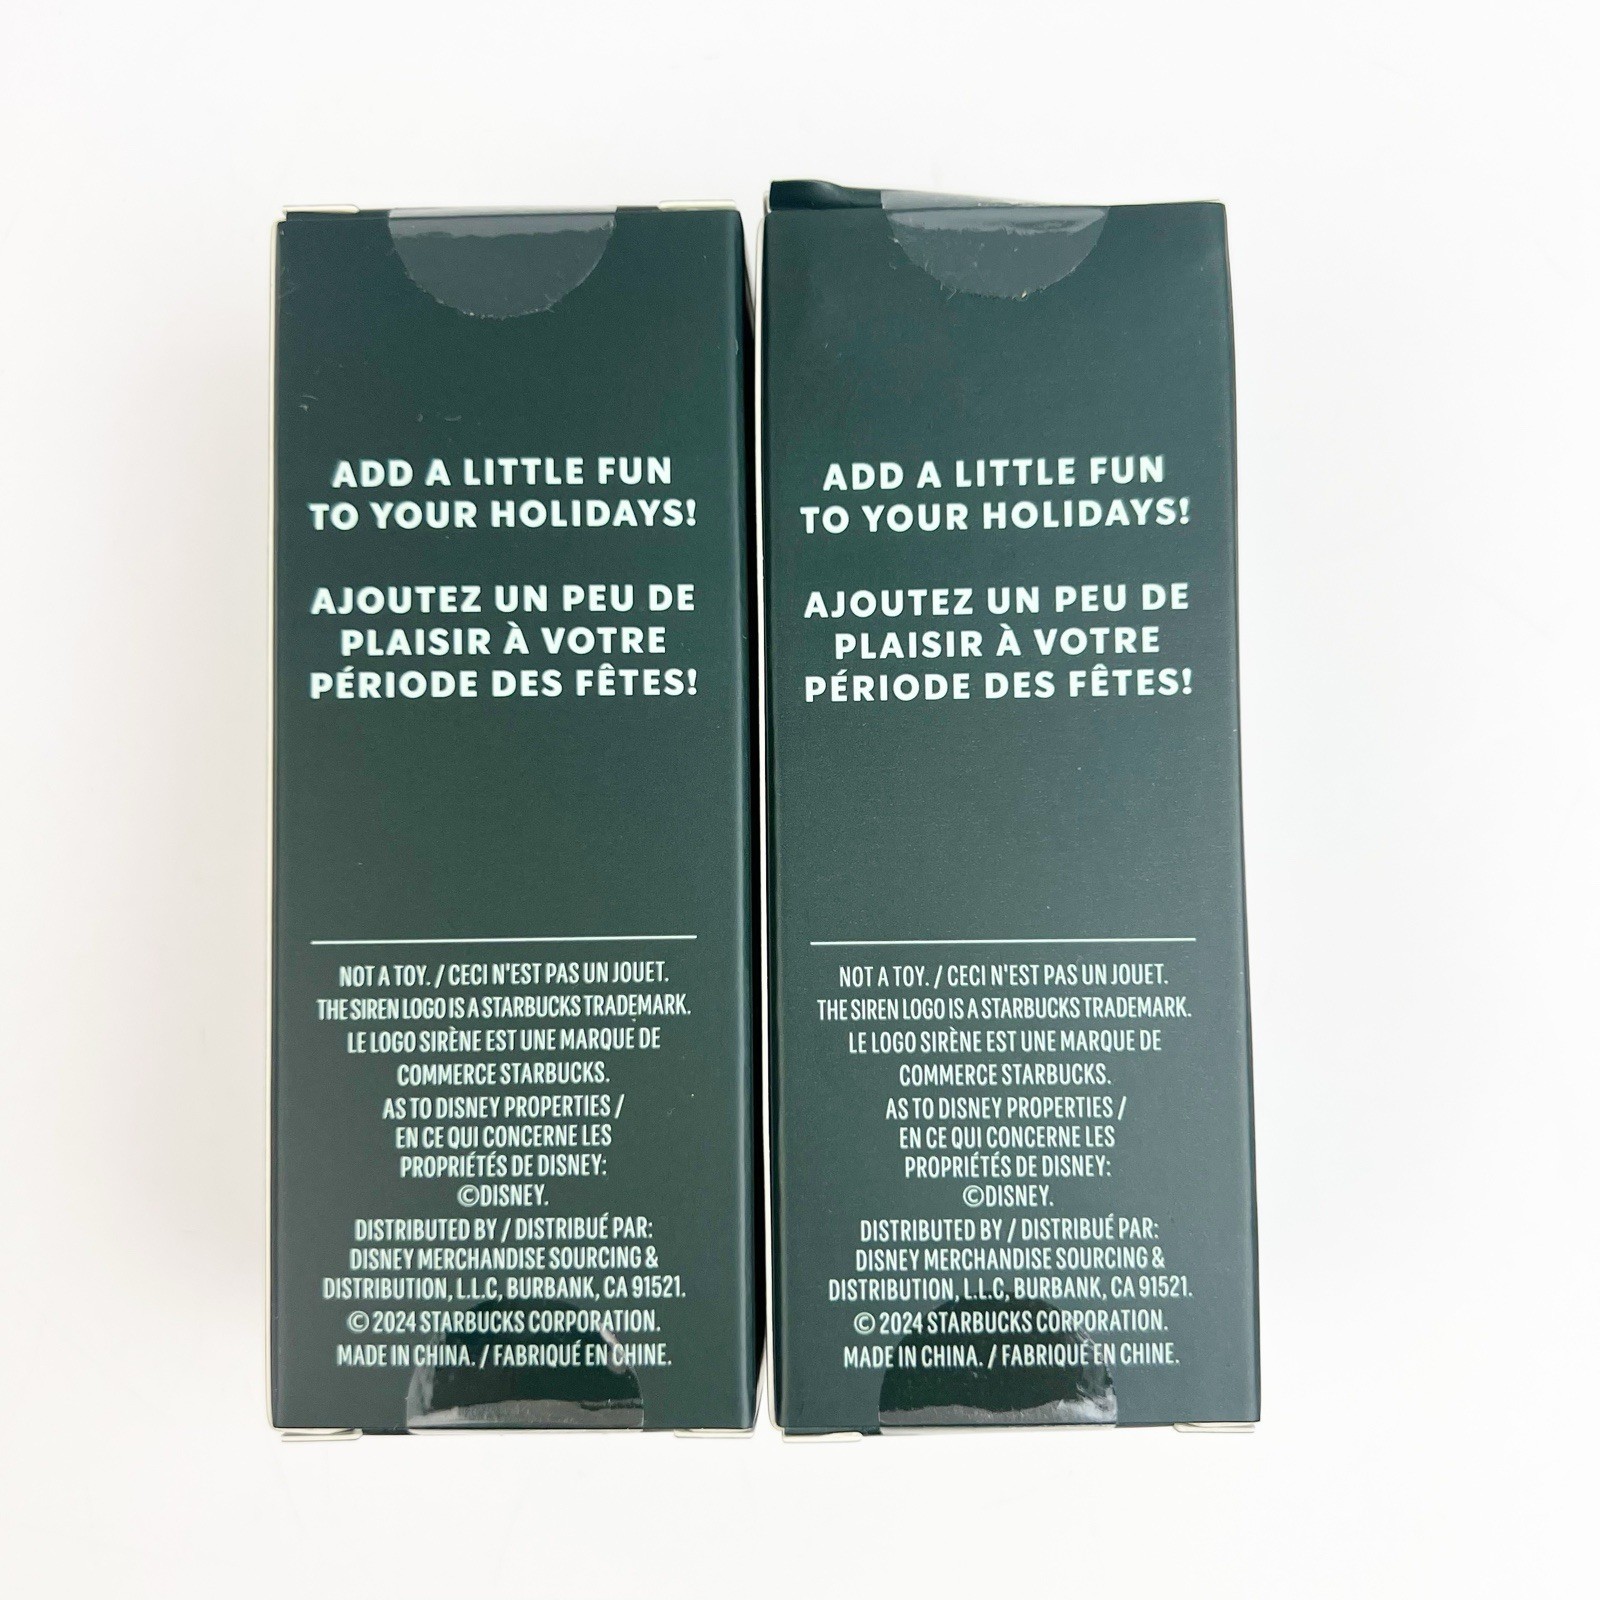 ADD A LITTLE FUN
TO YOUR HOLIDAYS!
AJOUTEZ UN PEU DE
PLAISIR À VOTRE
PÉRIODE DES FÊTES!
NOT A TOY. / CECI N'EST PAS UN JOUET.
THE SIREN LOGO IS A STARBUCKS TRADEMARK.
LE LOGO SIRÈNE EST UNE MARQUE DE
COMMERCE STARBUCKS.
AS TO DISNEY PROPERTIES /
EN CE QUI CONCERNE LES
PROPRIÉTÉS DE DISNEY:
©DISNEY.
DISTRIBUTED BY / DISTRIBUÉ PAR:
DISNEY MERCHANDISE SOURCING &
DISTRIBUTION, L.L.C, BURBANK, CA 91521.
© 2024 STARBUCKS CORPORATION.
MADE IN CHINA. / FABRIQUÉ EN CHINE.
ADD A LITTLE FUN
TO YOUR HOLIDAYS!
AJOUTEZ UN PEU DE
PLAISIR À VOTRE
PÉRIODE DES FÊTES!
NOT A TOY. / CECI N'EST PAS UN JOUET.
THE SIREN LOGO IS A STARBUCKS TRADEMARK.
LE LOGO SIRÈNE EST UNE MARQUE DE
COMMERCE STARBUCKS.
AS TO DISNEY PROPERTIES /
EN CE QUI CONCERNE LES
PROPRIÉTÉS DE DISNEY:
©DISNEY.
DISTRIBUTED BY / DISTRIBUÉ PAR:
DISNEY MERCHANDISE SOURCING &
DISTRIBUTION, L.L.C, BURBANK, CA 91521.
© 2024 STARBUCKS CORPORATION.
MADE IN CHINA. / FABRIQUÉ EN CHINE.